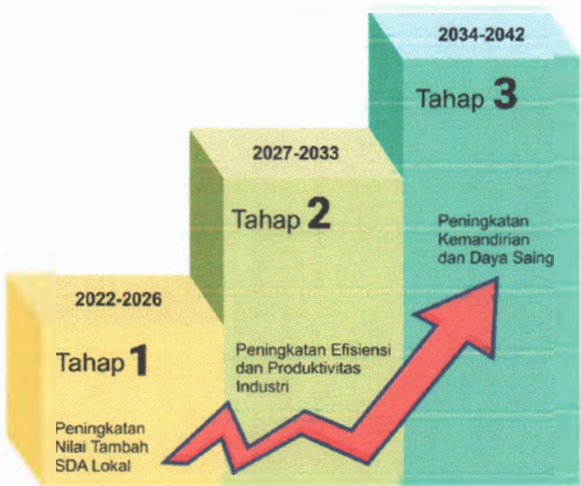 2022-2026
Tahap 1
Peningkatan
Nilai Tambah
SDA Lokal
2027-2033
Tahap 2
Peningkatan Efisiensi
dan Produktivitas
Industri
2034-2042
Tahap 3
Peningkatan
Kemandirian
dan Daya Saing